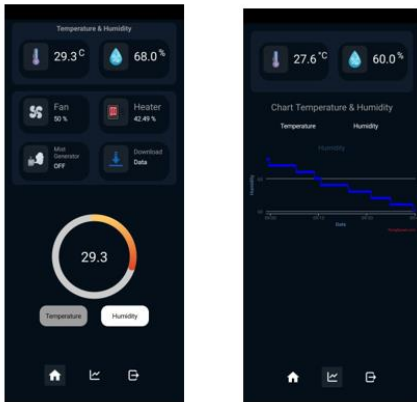 Temperature & Humidity
29.3 C
68.0 %
Fan
50 %
Heater
42.49 %
Mist
Generator
OFF
Download
Data
29.3
Temperature
Humidity
27.6 °C
60.0 %
Chart Temperature & Humidity
Temperature
Humidity
Humidity
Humidity
Date